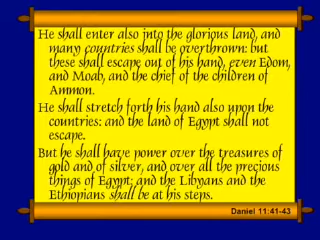 He shall enter also into the glorious land, and
many countries shall be overthrown: but
these shall escape out of his hand, even Edom,
and Moab, and the chief of the children of
Ammon.
He shall stretch forth his hand also upon the
countries: and the land of Egypt shall not
escape.
But he shall have power over the treasures of
gold and of silver, and over all the precious
things of Egypt: and the Libyans and the
Ethiopians shall be at his steps.
Daniel 11:41-43